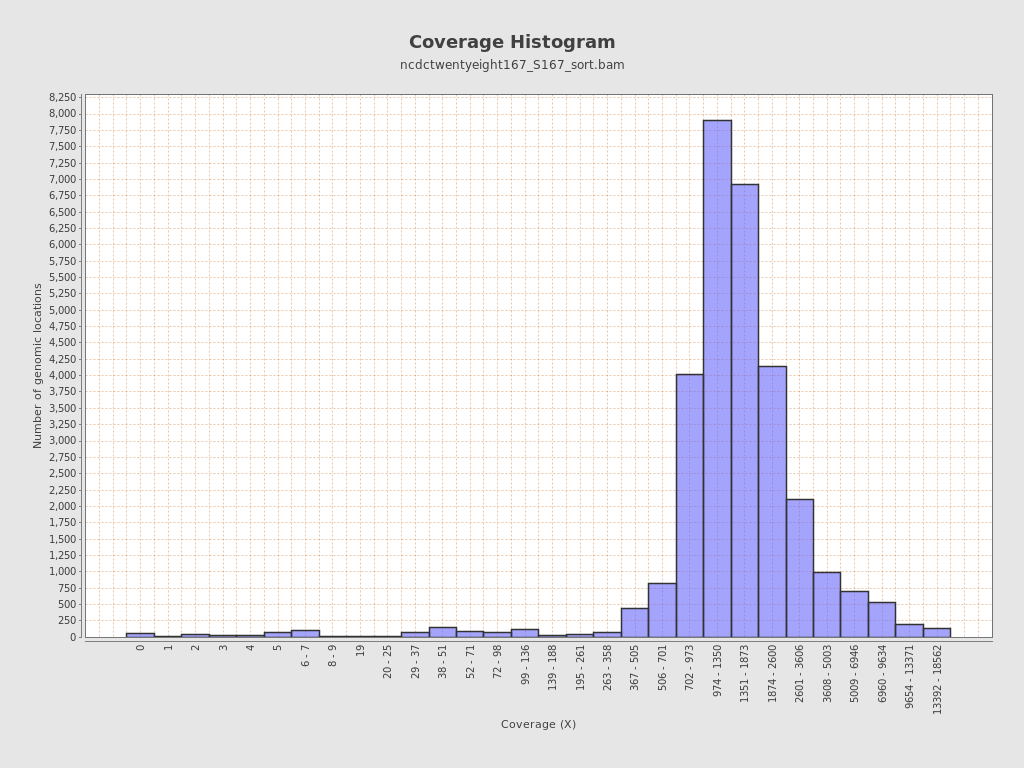 Coverage Histogram
ncdctwentyeight167_S167_sort.bam
Number of genomic locations
8,250
8,000
7,750
7,500
7,250
7,000
6,750
6,500
6,250
6,000
5,750
5,500
5,250
5,000
4,750
4,500
4,250
4,000
3,750
3,500
3,250
3,000
2,750
2,500
2,250
2,000
1,750
1,500
1,250
1,000
750
500
250
0
0
1
2
3
4
5
6 - 7
8 - 9
19
20 - 25
29 - 37
38 - 51
52 - 71
72 - 98
99 - 136
139 - 188
195 - 261
263 - 358
367 - 505
506 - 701
702 - 973
974 - 1350
1351 - 1873
1874 - 2600
2601 - 3606
3608 - 5003
5009 - 6946
6960 - 9634
9654 - 13371
13392 - 18562
Coverage (X)